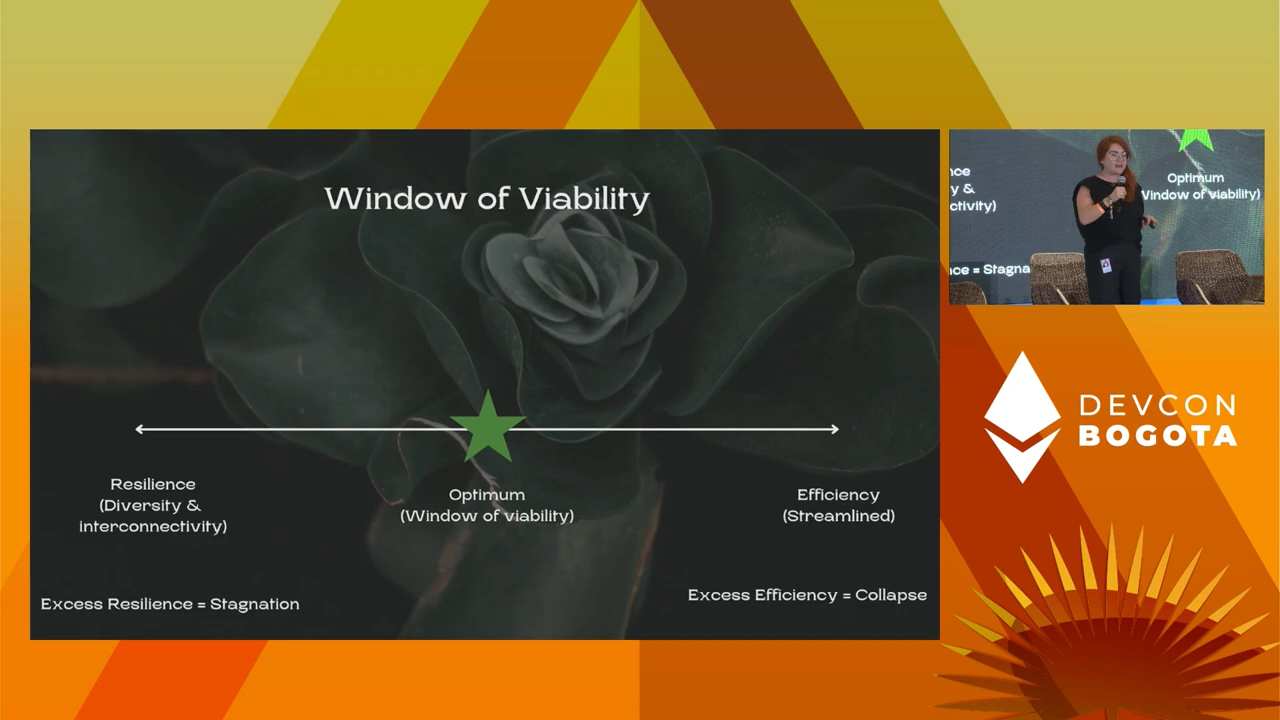 Window of Viability
Resilience
(Diversity &
interconnectivity)
Optimum
(Window of viability)
Efficiency
(Streamlined)
Excess Resilience = Stagnation
Excess Efficiency = Collapse
nce
y &
ctivity)
Optimum
Window of viability)
nce = Stagna
DEVCON
BOGOTA